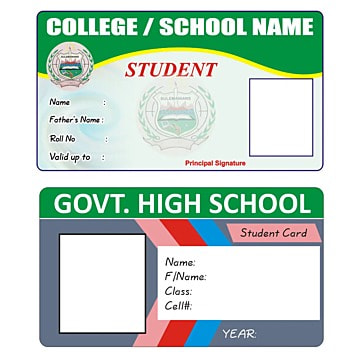 COLLEGE / SCHOOL NAME
STUDENT
Name :
Father's Name :
Roll No :
Valid up to :
Principal Signature
GOVT. HIGH SCHOOL
Student Card
Name:
F/Name:
Class:
Cell#:
YEAR: